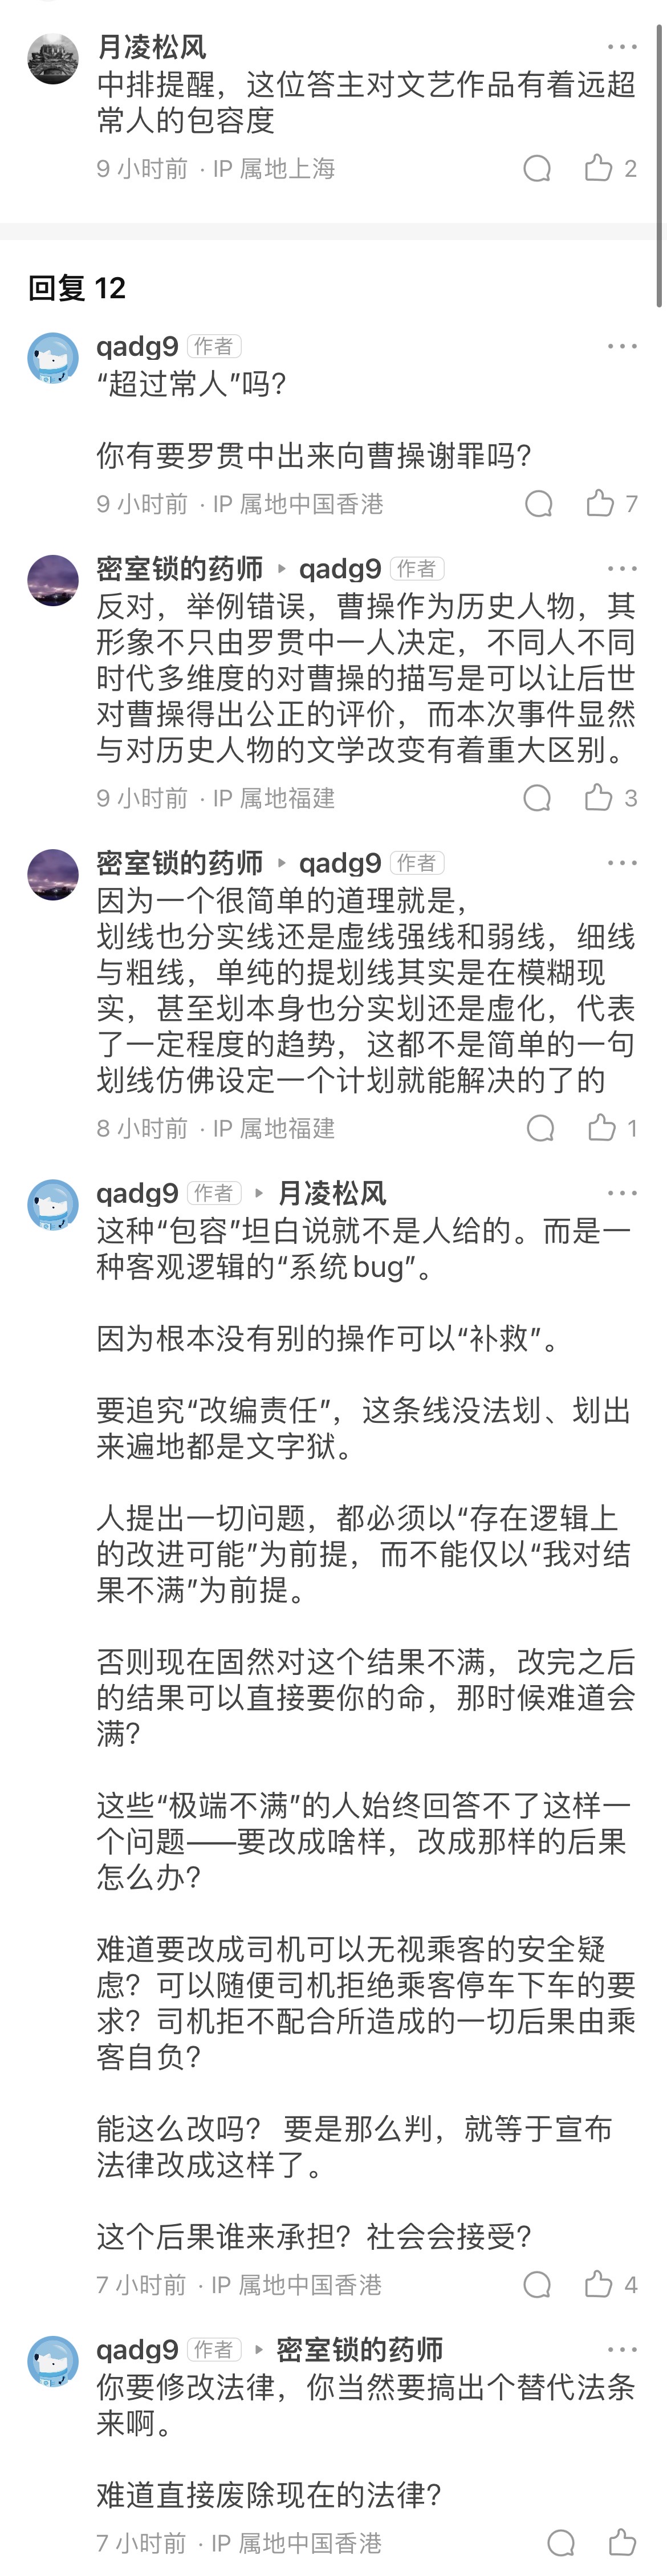 月凌松风
中排提醒，这位答主对文艺作品有着远超
常人的包容度
9 小时前 · IP 属地上海
2
回复 12
qadg9 作者
“超过常人”吗？
你有要罗贯中出来向曹操谢罪吗？
9 小时前 · IP 属地中国香港
7
密室锁的药师 ▸ qadg9 作者
反对，举例错误，曹操作为历史人物，其
形象不只由罗贯中一人决定，不同人不同
时代多维度的对曹操的描写是可以让后世
对曹操得出公正的评价，而本次事件显然
与对历史人物的文学改变有着重大区别。
9 小时前 · IP 属地福建
3
密室锁的药师 ▸ qadg9 作者
因为一个很简单的道理就是，
划线也分实线还是虚线强线和弱线，细线
与粗线，单纯的提划线其实是在模糊现
实，甚至划本身也分实划还是虚化，代表
了一定程度的趋势，这都不是简单的一句
划线仿佛设定一个计划就能解决的了的
8 小时前 · IP 属地福建
1
qadg9 作者 ▸ 月凌松风
这种“包容”坦白说就不是人给的。而是一
种客观逻辑的“系统 bug”。
因为根本没有别的操作可以“补救”。
要追究“改编责任”，这条线没法划、划出
来遍地都是文字狱。
人提出一切问题，都必须以“存在逻辑上
的改进可能”为前提，而不能仅以“我对结
果不满”为前提。
否则现在固然对这个结果不满，改完之后
的结果可以直接要你的命，那时候难道会
满？
这些“极端不满”的人始终回答不了这样一
个问题——要改成啥样，改成那样的后果
怎么办？
难道要改成司机可以无视乘客的安全疑
虑？可以随便司机拒绝乘客停车下车的要
求？司机拒不配合所造成的一切后果由乘
客自负？
能这么改吗？ 要是那么判，就等于宣布
法律改成这样了。
这个后果谁来承担？社会会接受？
7 小时前 · IP 属地中国香港
4
qadg9 作者 ▸ 密室锁的药师
你要修改法律，你当然要搞出个替代法条
来啊。
难道直接废除现在的法律？
7 小时前 · IP 属地中国香港